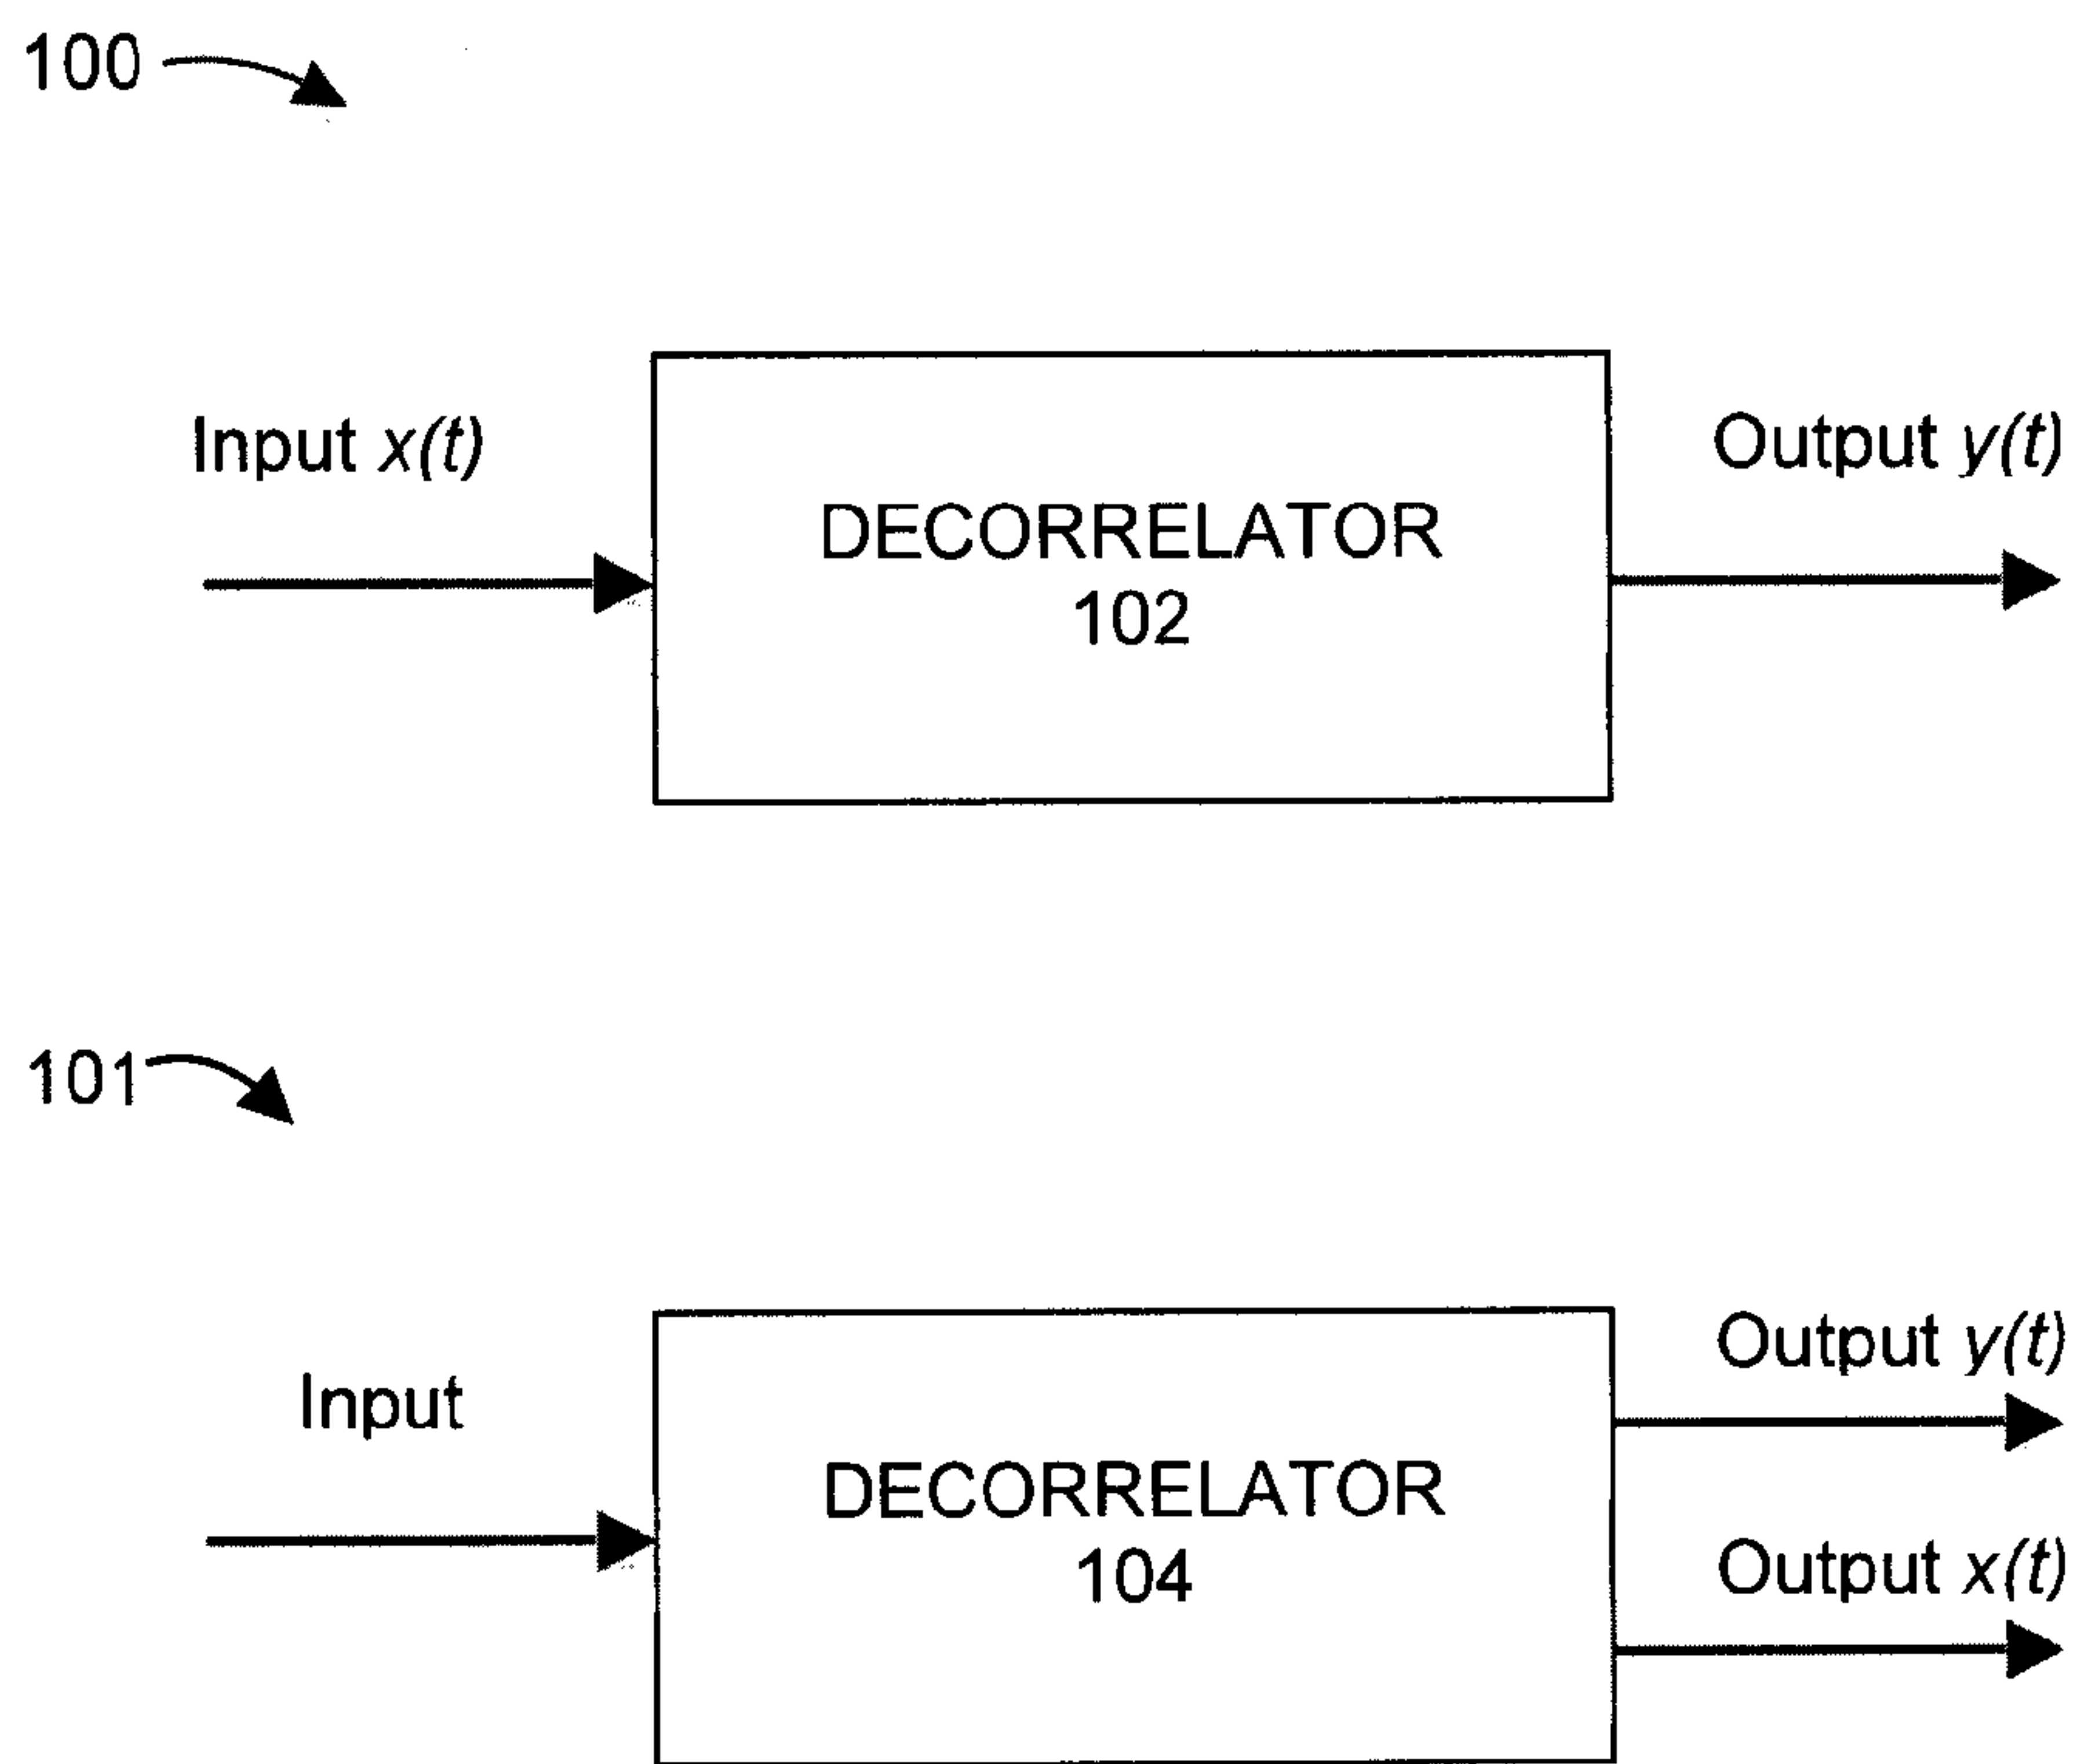 100
Input x(t)
Output y(t)
DECORRELATOR
102
101
Input
Output y(t)
DECORRELATOR
104
Output x(t)